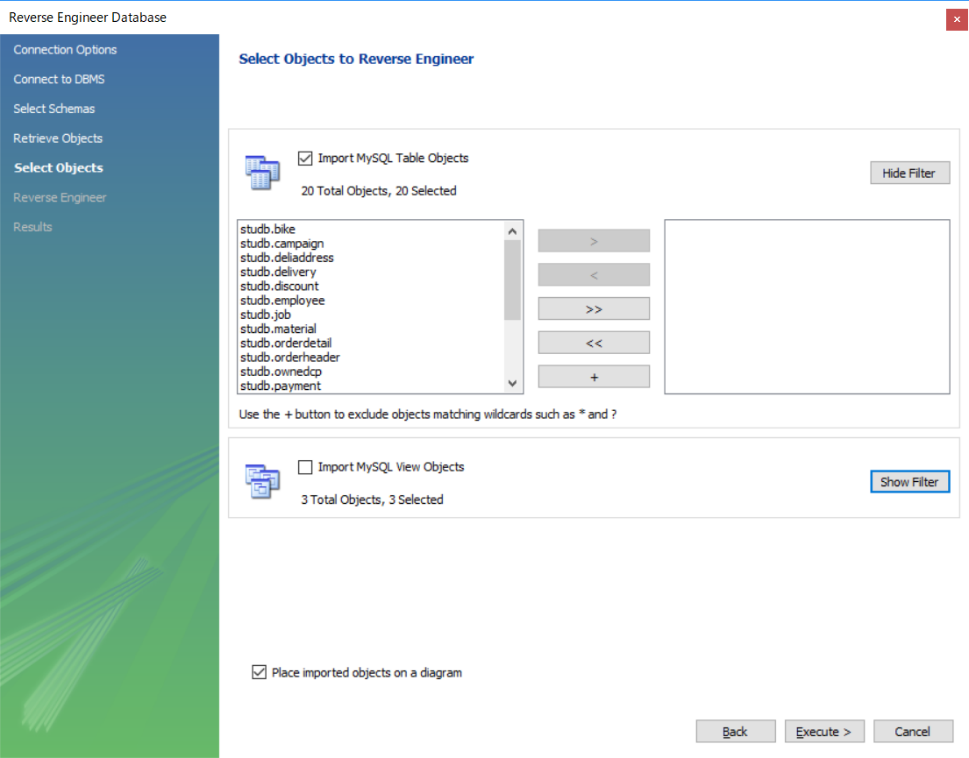 Reverse Engineer Database
×
Connection Options
Connect to DBMS
Select Schemas
Retrieve Objects
Select Objects
Reverse Engineer
Results
Select Objects to Reverse Engineer
Import MySQL Table Objects
20 Total Objects, 20 Selected
Hide Filter
studb.bike
studb.campaign
studb.deliaddress
studb.delivery
studb.discount
studb.employee
studb.job
studb.material
studb.orderdetail
studb.orderheader
studb.ownedcp
studb.payment
>
<
>>
<<
+
Use the + button to exclude objects matching wildcards such as * and ?
Import MySQL View Objects
3 Total Objects, 3 Selected
Show Filter
Place imported objects on a diagram
Back
Execute >
Cancel